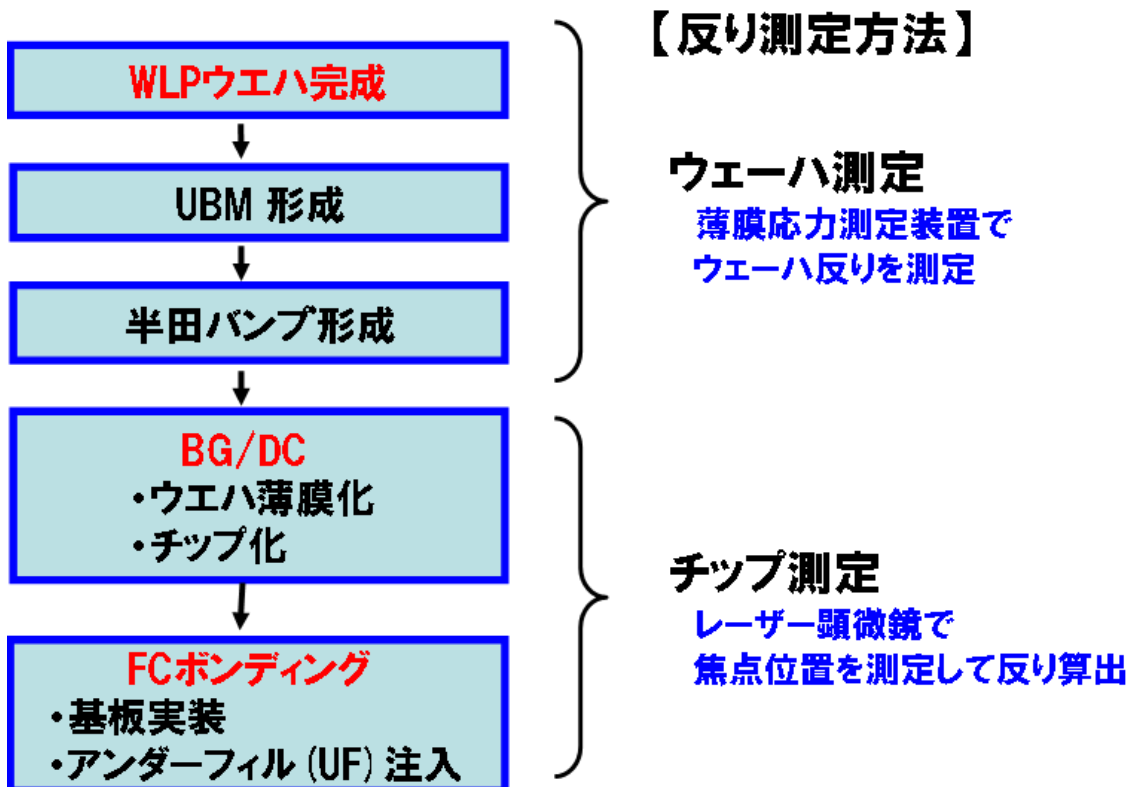 【反り測定方法】
WLPウエハ完成
UBM 形成
半田バンプ形成
ウェーハ測定
薄膜応力測定装置で
ウェーハ反りを測定
BG/DC
・ウエハ薄膜化
・チップ化
FCボンディング
・基板実装
・アンダーフィル(UF)注入
チップ測定
レーザー顕微鏡で
焦点位置を測定して反り算出